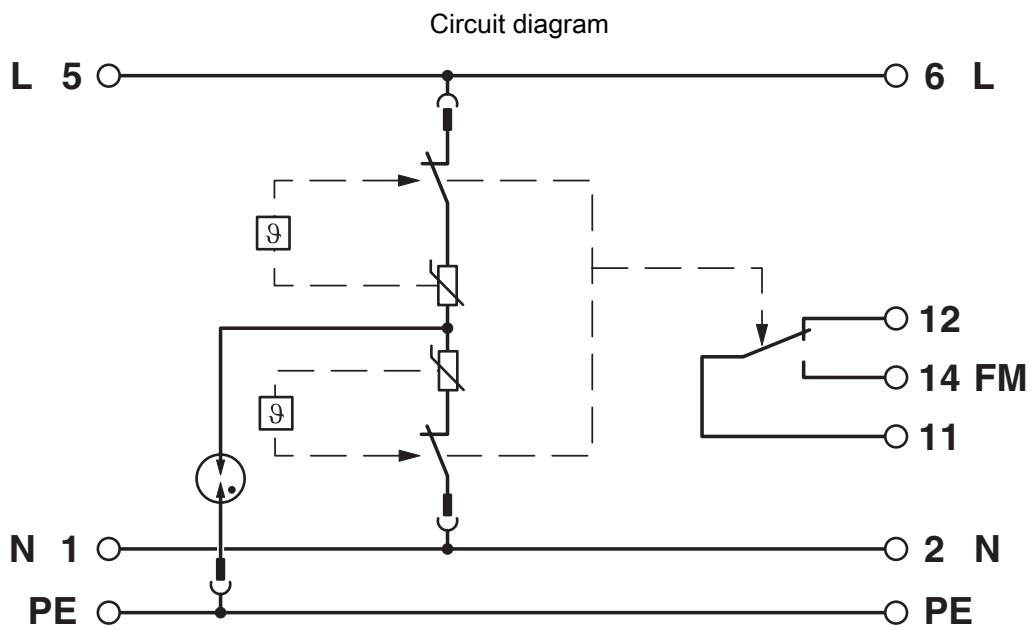 Circuit diagram
L 5 6 L
ϑ
12
14 FM
ϑ
11
N 1 2 N
PE PE